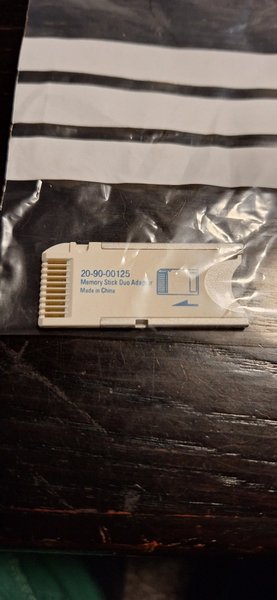 20-90-00125
Memory Stick Duo Adaptor
Made in China